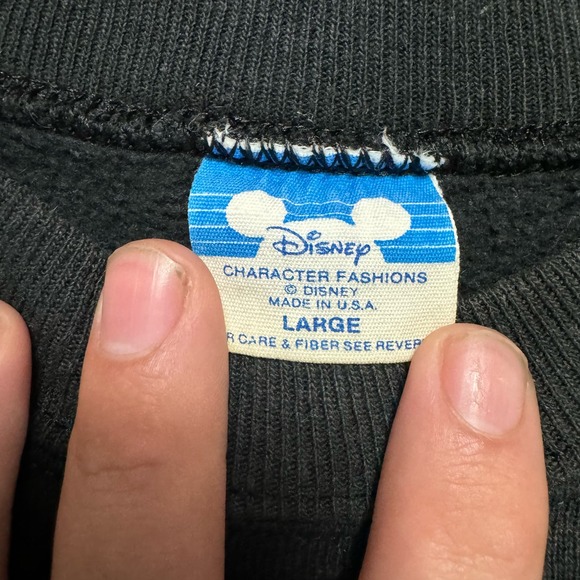 Disney
CHARACTER FASHIONS
© DISNEY
MADE IN U.S.A.
LARGE
R CARE & FIBER SEE REVER